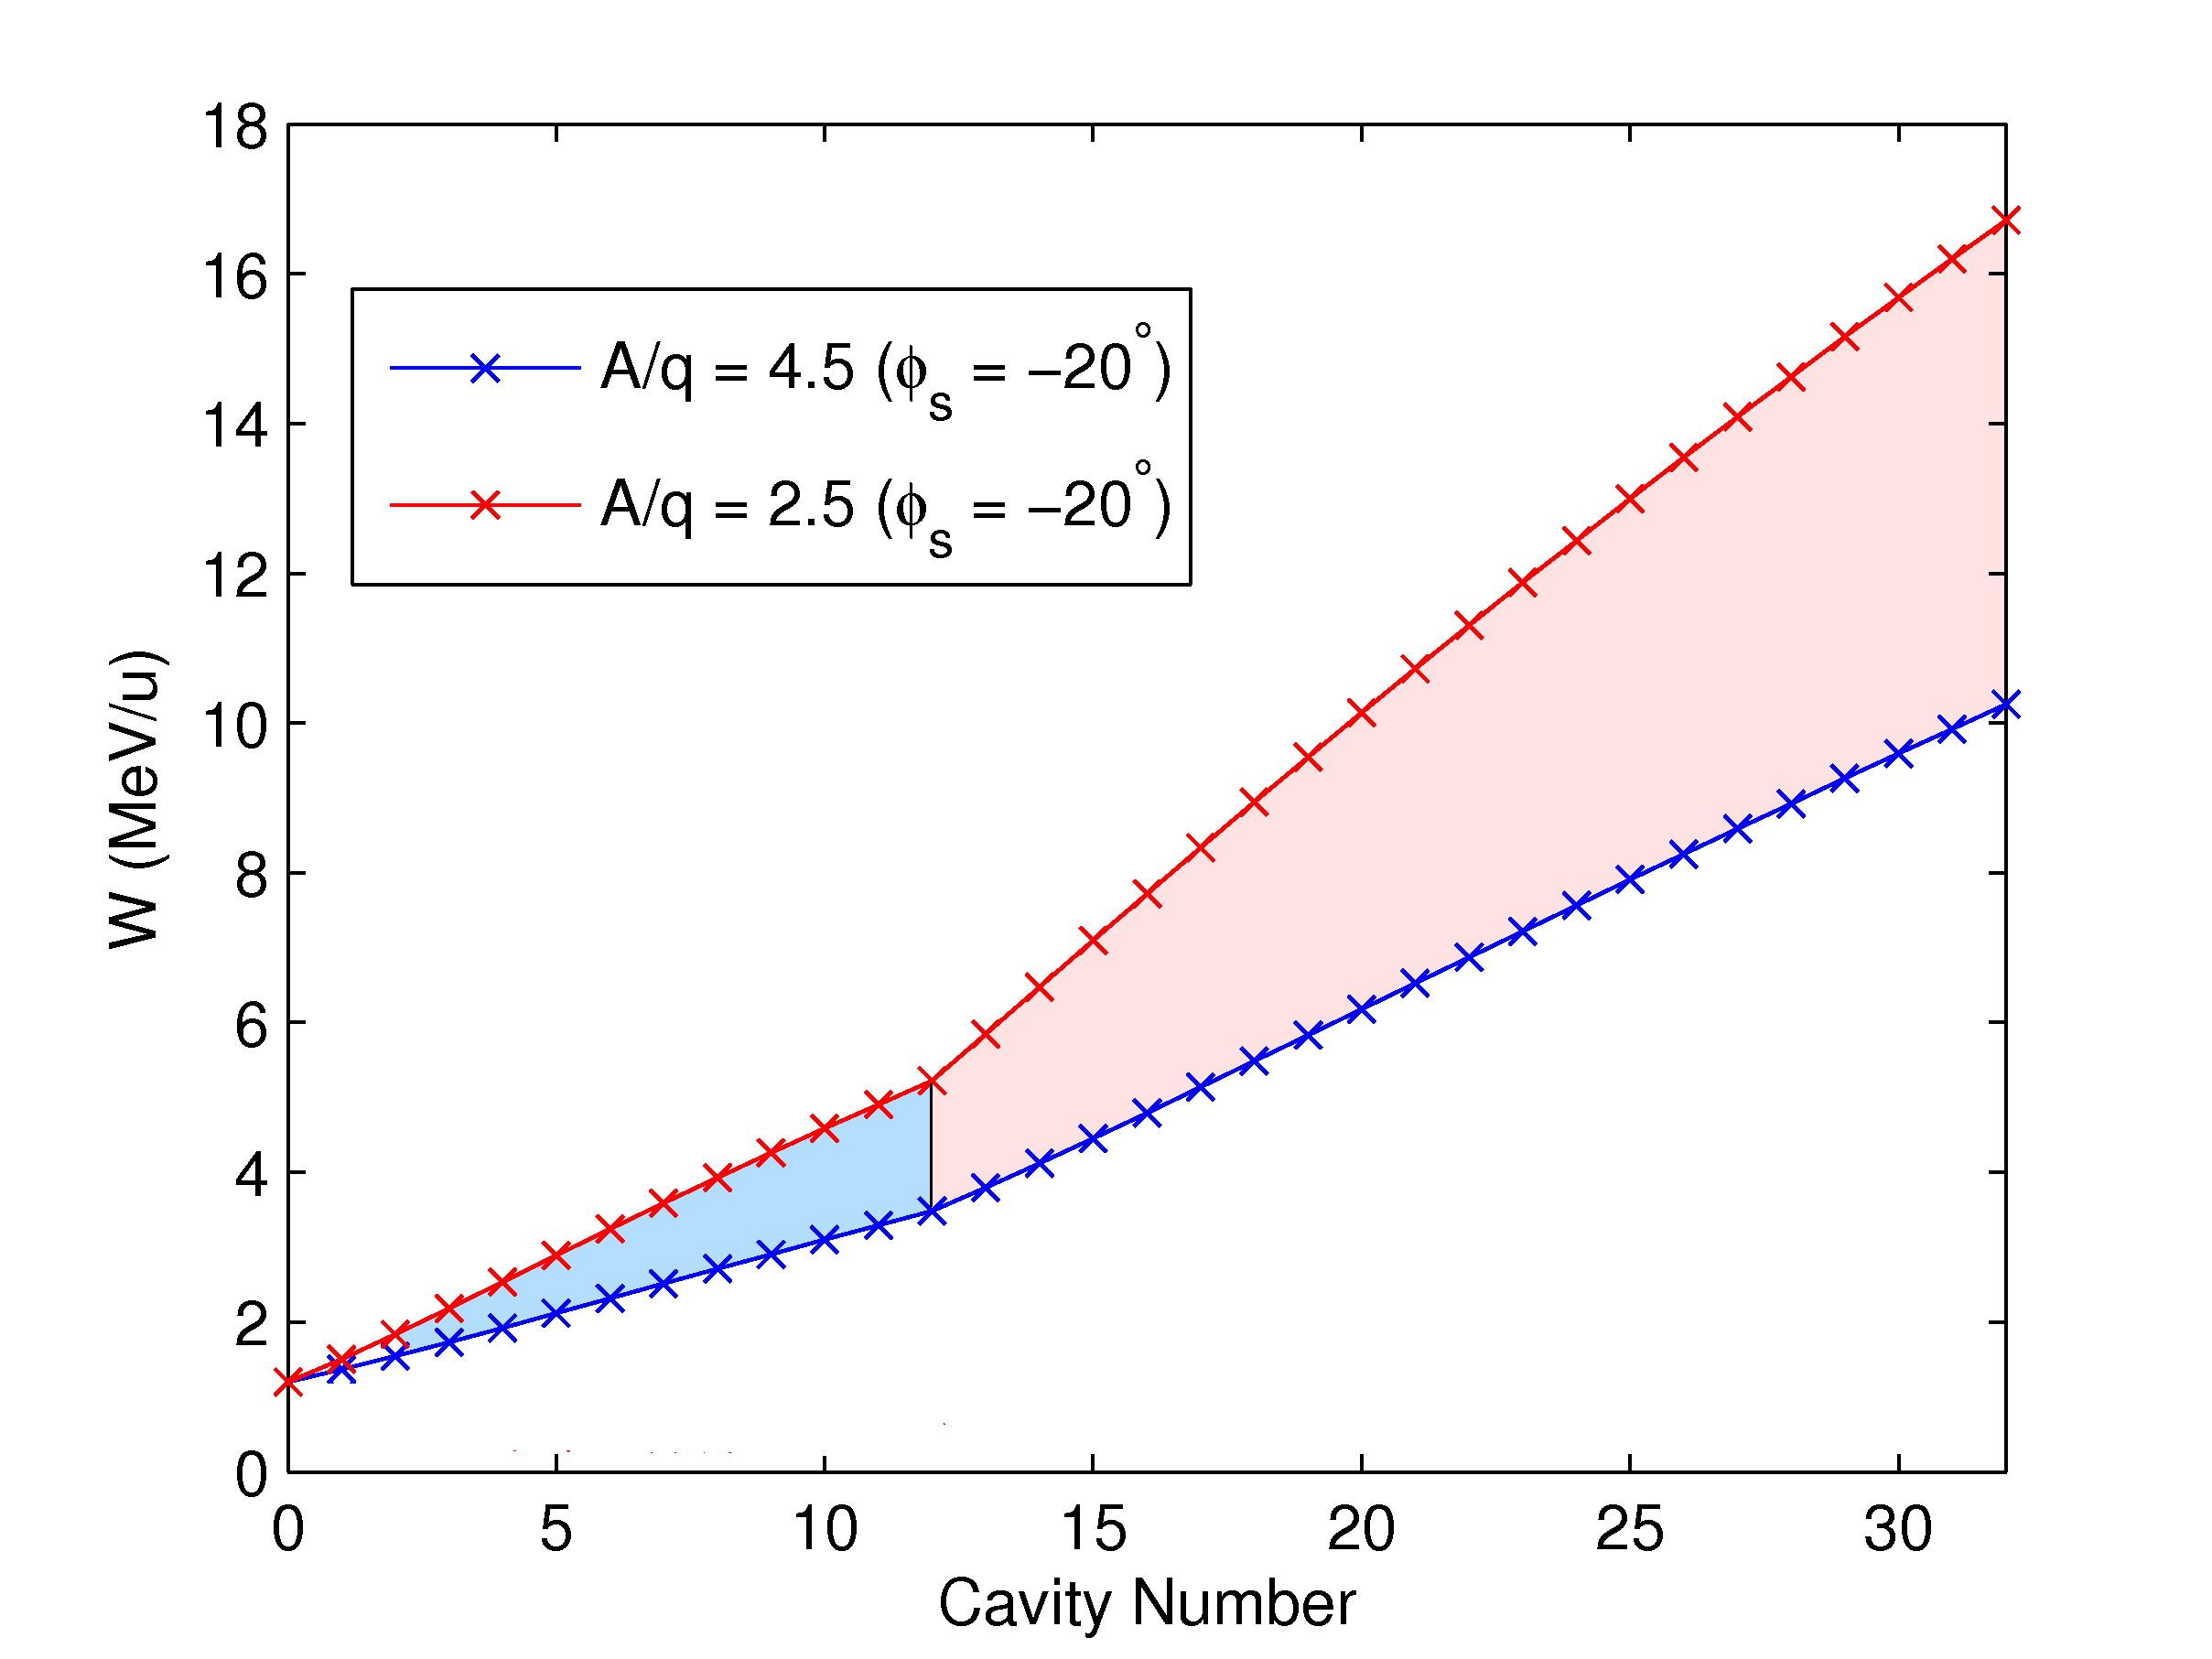 18
16
14
12
10
8
6
4
2
0
W (MeV/u)
A/q = 4.5 (ϕs = −20°)
A/q = 2.5 (ϕs = −20°)
0 5 10 15 20 25 30
Cavity Number